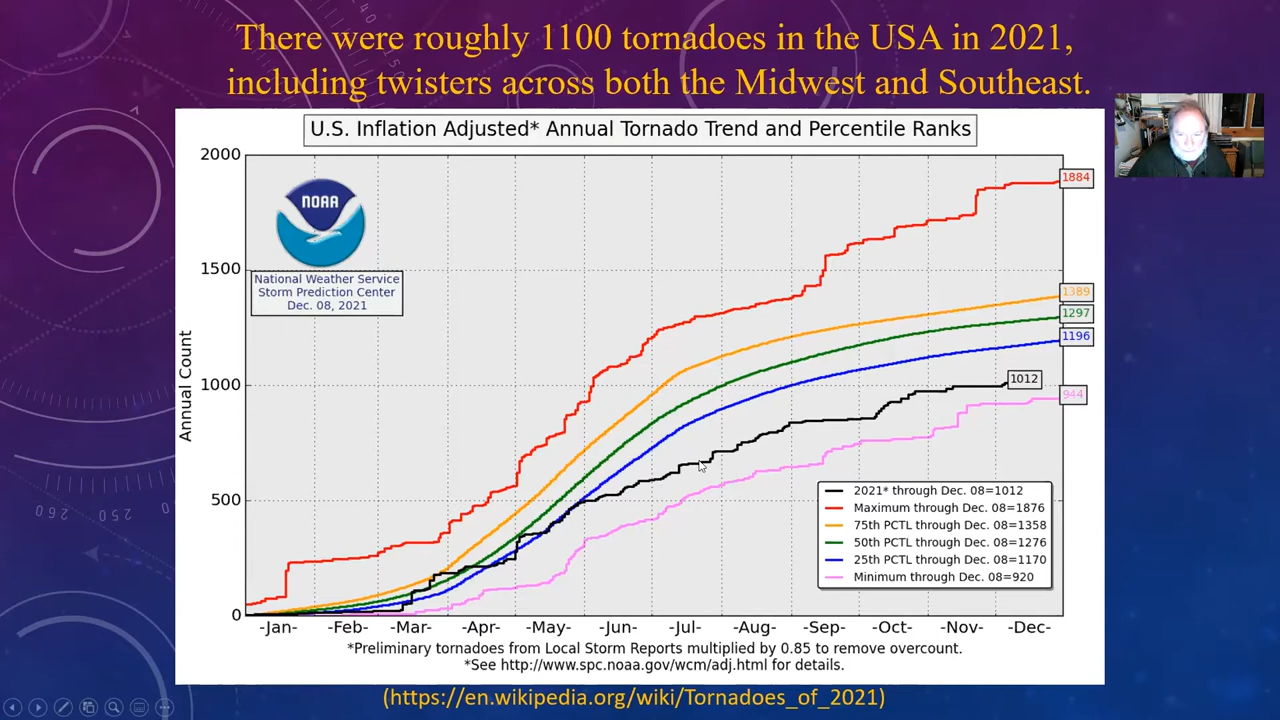 There were roughly 1100 tornadoes in the USA in 2021,
including twisters across both the Midwest and Southeast.
U.S. Inflation Adjusted* Annual Tornado Trend and Percentile Ranks
2000
1500
1000
500
0
Annual Count
NOAA
National Weather Service
Storm Prediction Center
Dec. 08, 2021
1884
1389
1297
1196
1012
944
2021* through Dec. 08=1012
Maximum through Dec. 08=1876
75th PCTL through Dec. 08=1358
50th PCTL through Dec. 08=1276
25th PCTL through Dec. 08=1170
Minimum through Dec. 08=920
-Jan- -Feb- -Mar- -Apr- -May- -Jun- -Jul- -Aug- -Sep- -Oct- -Nov- -Dec-
*Preliminary tornadoes from Local Storm Reports multiplied by 0.85 to remove overcount.
*See http://www.spc.noaa.gov/wcm/adj.html for details.
(https://en.wikipedia.org/wiki/Tornadoes_of_2021)
260 250